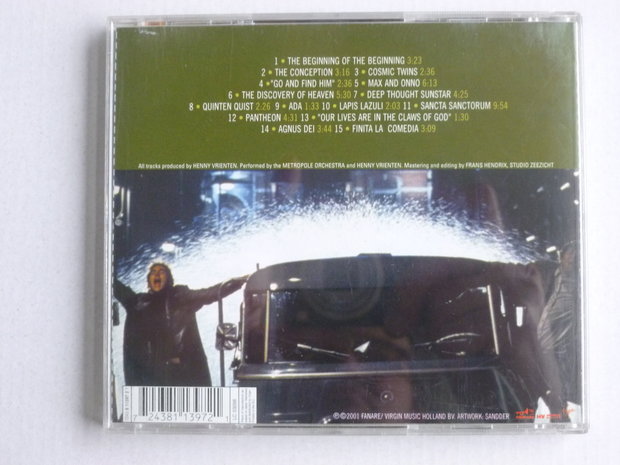 1 • THE BEGINNING OF THE BEGINNING 3:23
2 • THE CONCEPTION 3:16 3 • COSMIC TWINS 2:36
4 •"GO AND FIND HIM" 2:36 5 • MAX AND ONNO 6:13
6 • THE DISCOVERY OF HEAVEN 5:30 7 • DEEP THOUGHT SUNSTAR 4:25
8 • QUINTEN QUIST 2:26 9 • ADA 1:33 10 • LAPIS LAZULI 2:03 11 • SANCTA SANCTORUM 9:54
12 • PANTHEON 4:31 13 • "OUR LIVES ARE IN THE CLAWS OF GOD" 1:30
14 • AGNUS DEI 3:44 15 • FINITA LA COMEDIA 3:09
All tracks produced by HENNY VRIENTEN. Performed by the METROPOLE ORCHESTRA and HENNY VRIENTEN. Mastering and editing by FRANS HENDRIX, STUDIO ZEEZICHT
7 24381 13972 1
℗©2001 FANARE/ VIRGIN MUSIC HOLLAND BV. ARTWORK: SANDDER